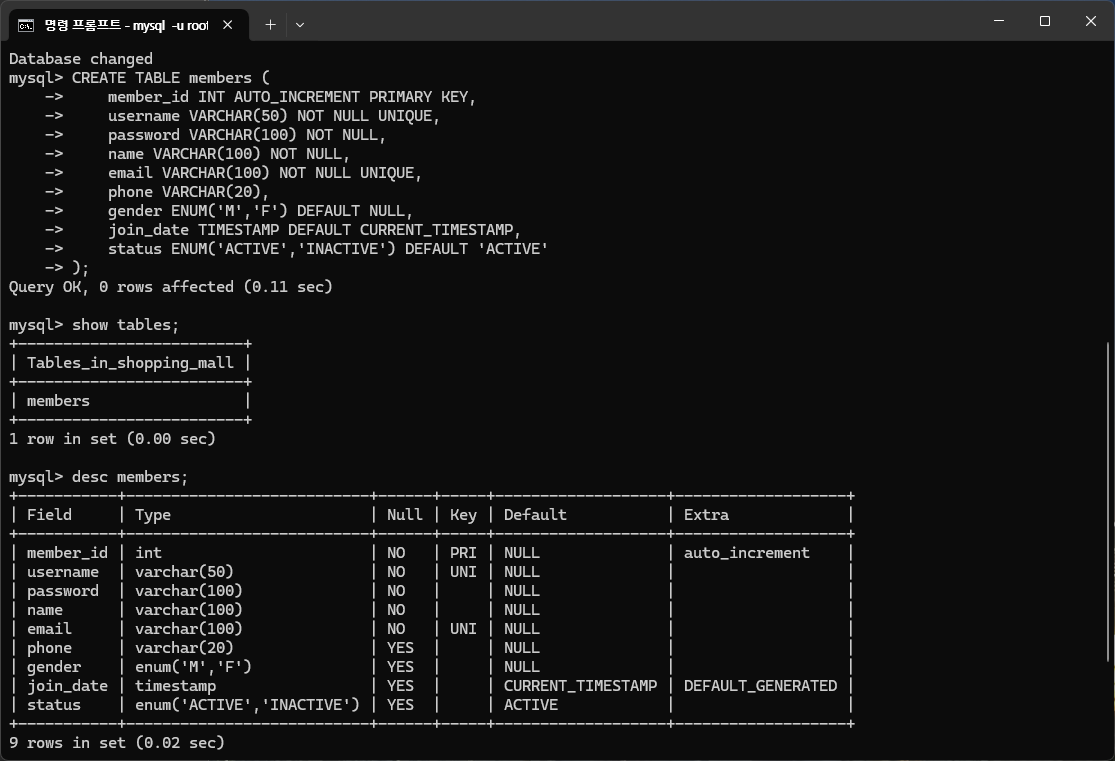 명령 프롬프트 - mysql -u root
Database changed
mysql> CREATE TABLE members (
    ->     member_id INT AUTO_INCREMENT PRIMARY KEY,
    ->     username VARCHAR(50) NOT NULL UNIQUE,
    ->     password VARCHAR(100) NOT NULL,
    ->     name VARCHAR(100) NOT NULL,
    ->     email VARCHAR(100) NOT NULL UNIQUE,
    ->     phone VARCHAR(20),
    ->     gender ENUM('M','F') DEFAULT NULL,
    ->     join_date TIMESTAMP DEFAULT CURRENT_TIMESTAMP,
    ->     status ENUM('ACTIVE','INACTIVE') DEFAULT 'ACTIVE'
    -> );
Query OK, 0 rows affected (0.11 sec)

mysql> show tables;
+-------------------------+
| Tables_in_shopping_mall |
+-------------------------+
| members                 |
+-------------------------+
1 row in set (0.00 sec)

mysql> desc members;
+-----------+---------------------------+------+-----+-------------------+-------------------+
| Field     | Type                      | Null | Key | Default           | Extra             |
+-----------+---------------------------+------+-----+-------------------+-------------------+
| member_id | int                       | NO   | PRI | NULL              | auto_increment    |
| username  | varchar(50)               | NO   | UNI | NULL              |                   |
| password  | varchar(100)              | NO   |     | NULL              |                   |
| name      | varchar(100)              | NO   |     | NULL              |                   |
| email     | varchar(100)              | NO   | UNI | NULL              |                   |
| phone     | varchar(20)               | YES  |     | NULL              |                   |
| gender    | enum('M','F')             | YES  |     | NULL              |                   |
| join_date | timestamp                 | YES  |     | CURRENT_TIMESTAMP | DEFAULT_GENERATED |
| status    | enum('ACTIVE','INACTIVE') | YES  |     | ACTIVE            |                   |
+-----------+---------------------------+------+-----+-------------------+-------------------+
9 rows in set (0.02 sec)